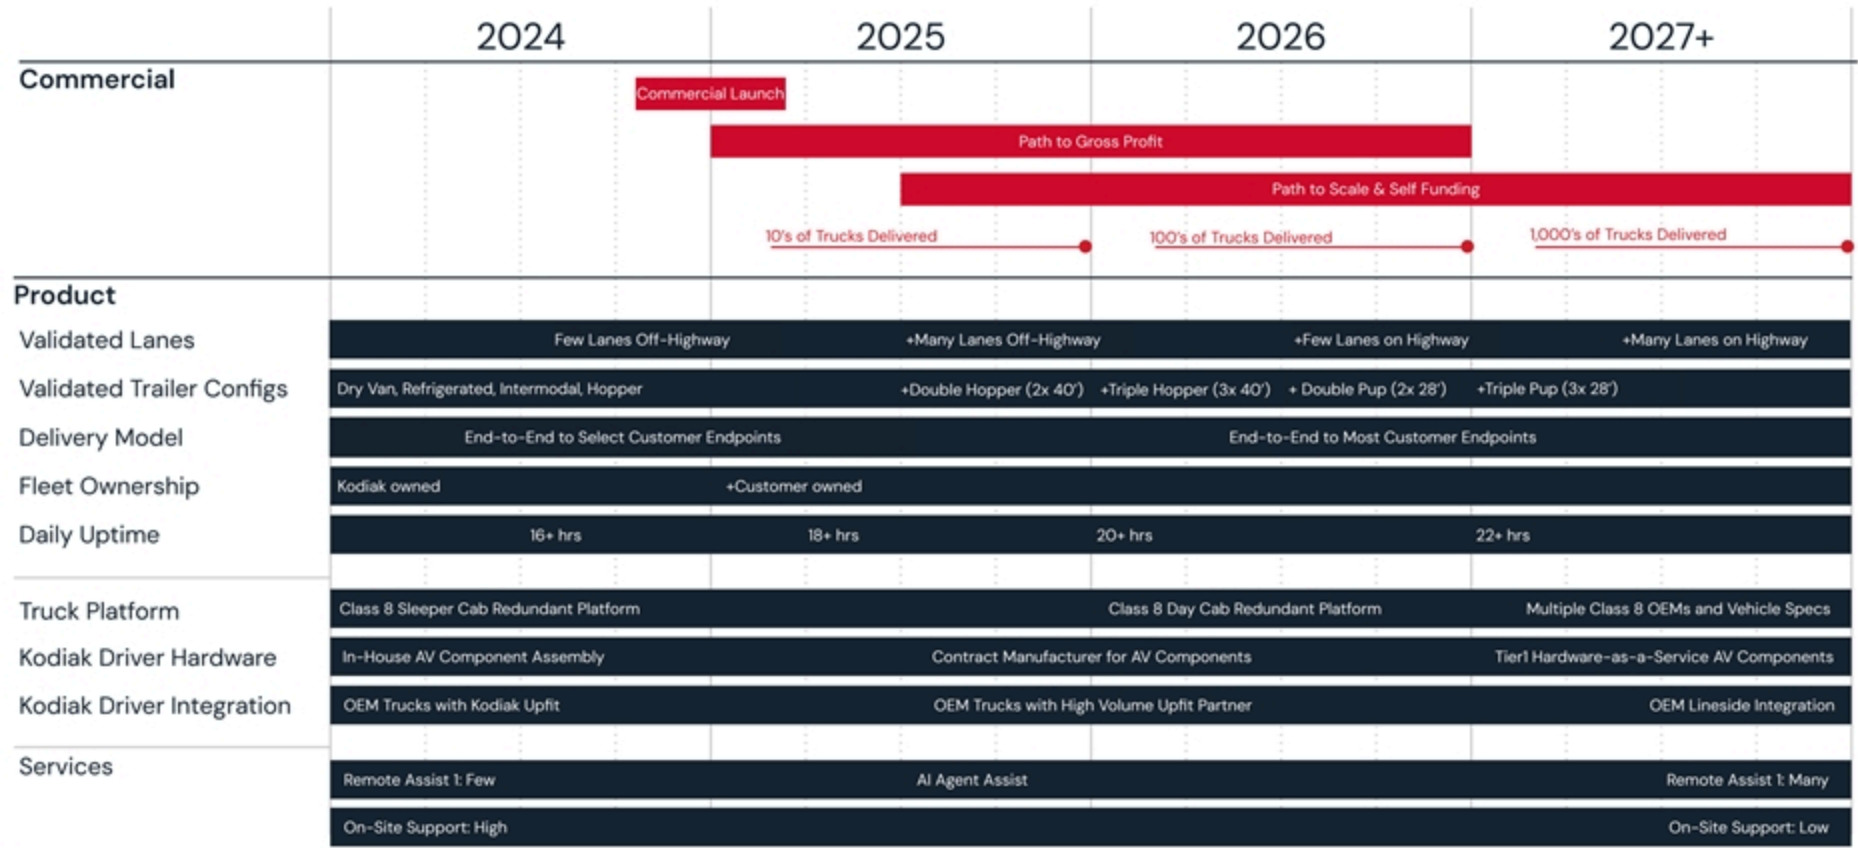 2024 2025 2026 2027+
Commercial
Commercial Launch
Path to Gross Profit
Path to Scale & Self Funding
10's of Trucks Delivered 100's of Trucks Delivered 1,000's of Trucks Delivered
Product
Validated Lanes Few Lanes Off-Highway +Many Lanes Off-Highway +Few Lanes on Highway +Many Lanes on Highway
Validated Trailer Configs Dry Van, Refrigerated, Intermodal, Hopper +Double Hopper (2x 40') +Triple Hopper (3x 40') + Double Pup (2x 28') +Triple Pup (3x 28')
Delivery Model End-to-End to Select Customer Endpoints End-to-End to Most Customer Endpoints
Fleet Ownership Kodiak owned +Customer owned
Daily Uptime 16+ hrs 18+ hrs 20+ hrs 22+ hrs
Truck Platform Class 8 Sleeper Cab Redundant Platform Class 8 Day Cab Redundant Platform Multiple Class 8 OEMs and Vehicle Specs
Kodiak Driver Hardware In-House AV Component Assembly Contract Manufacturer for AV Components Tier1 Hardware-as-a-Service AV Components
Kodiak Driver Integration OEM Trucks with Kodiak Upfit OEM Trucks with High Volume Upfit Partner OEM Lineside Integration
Services
Remote Assist 1: Few AI Agent Assist Remote Assist 1: Many
On-Site Support: High On-Site Support: Low